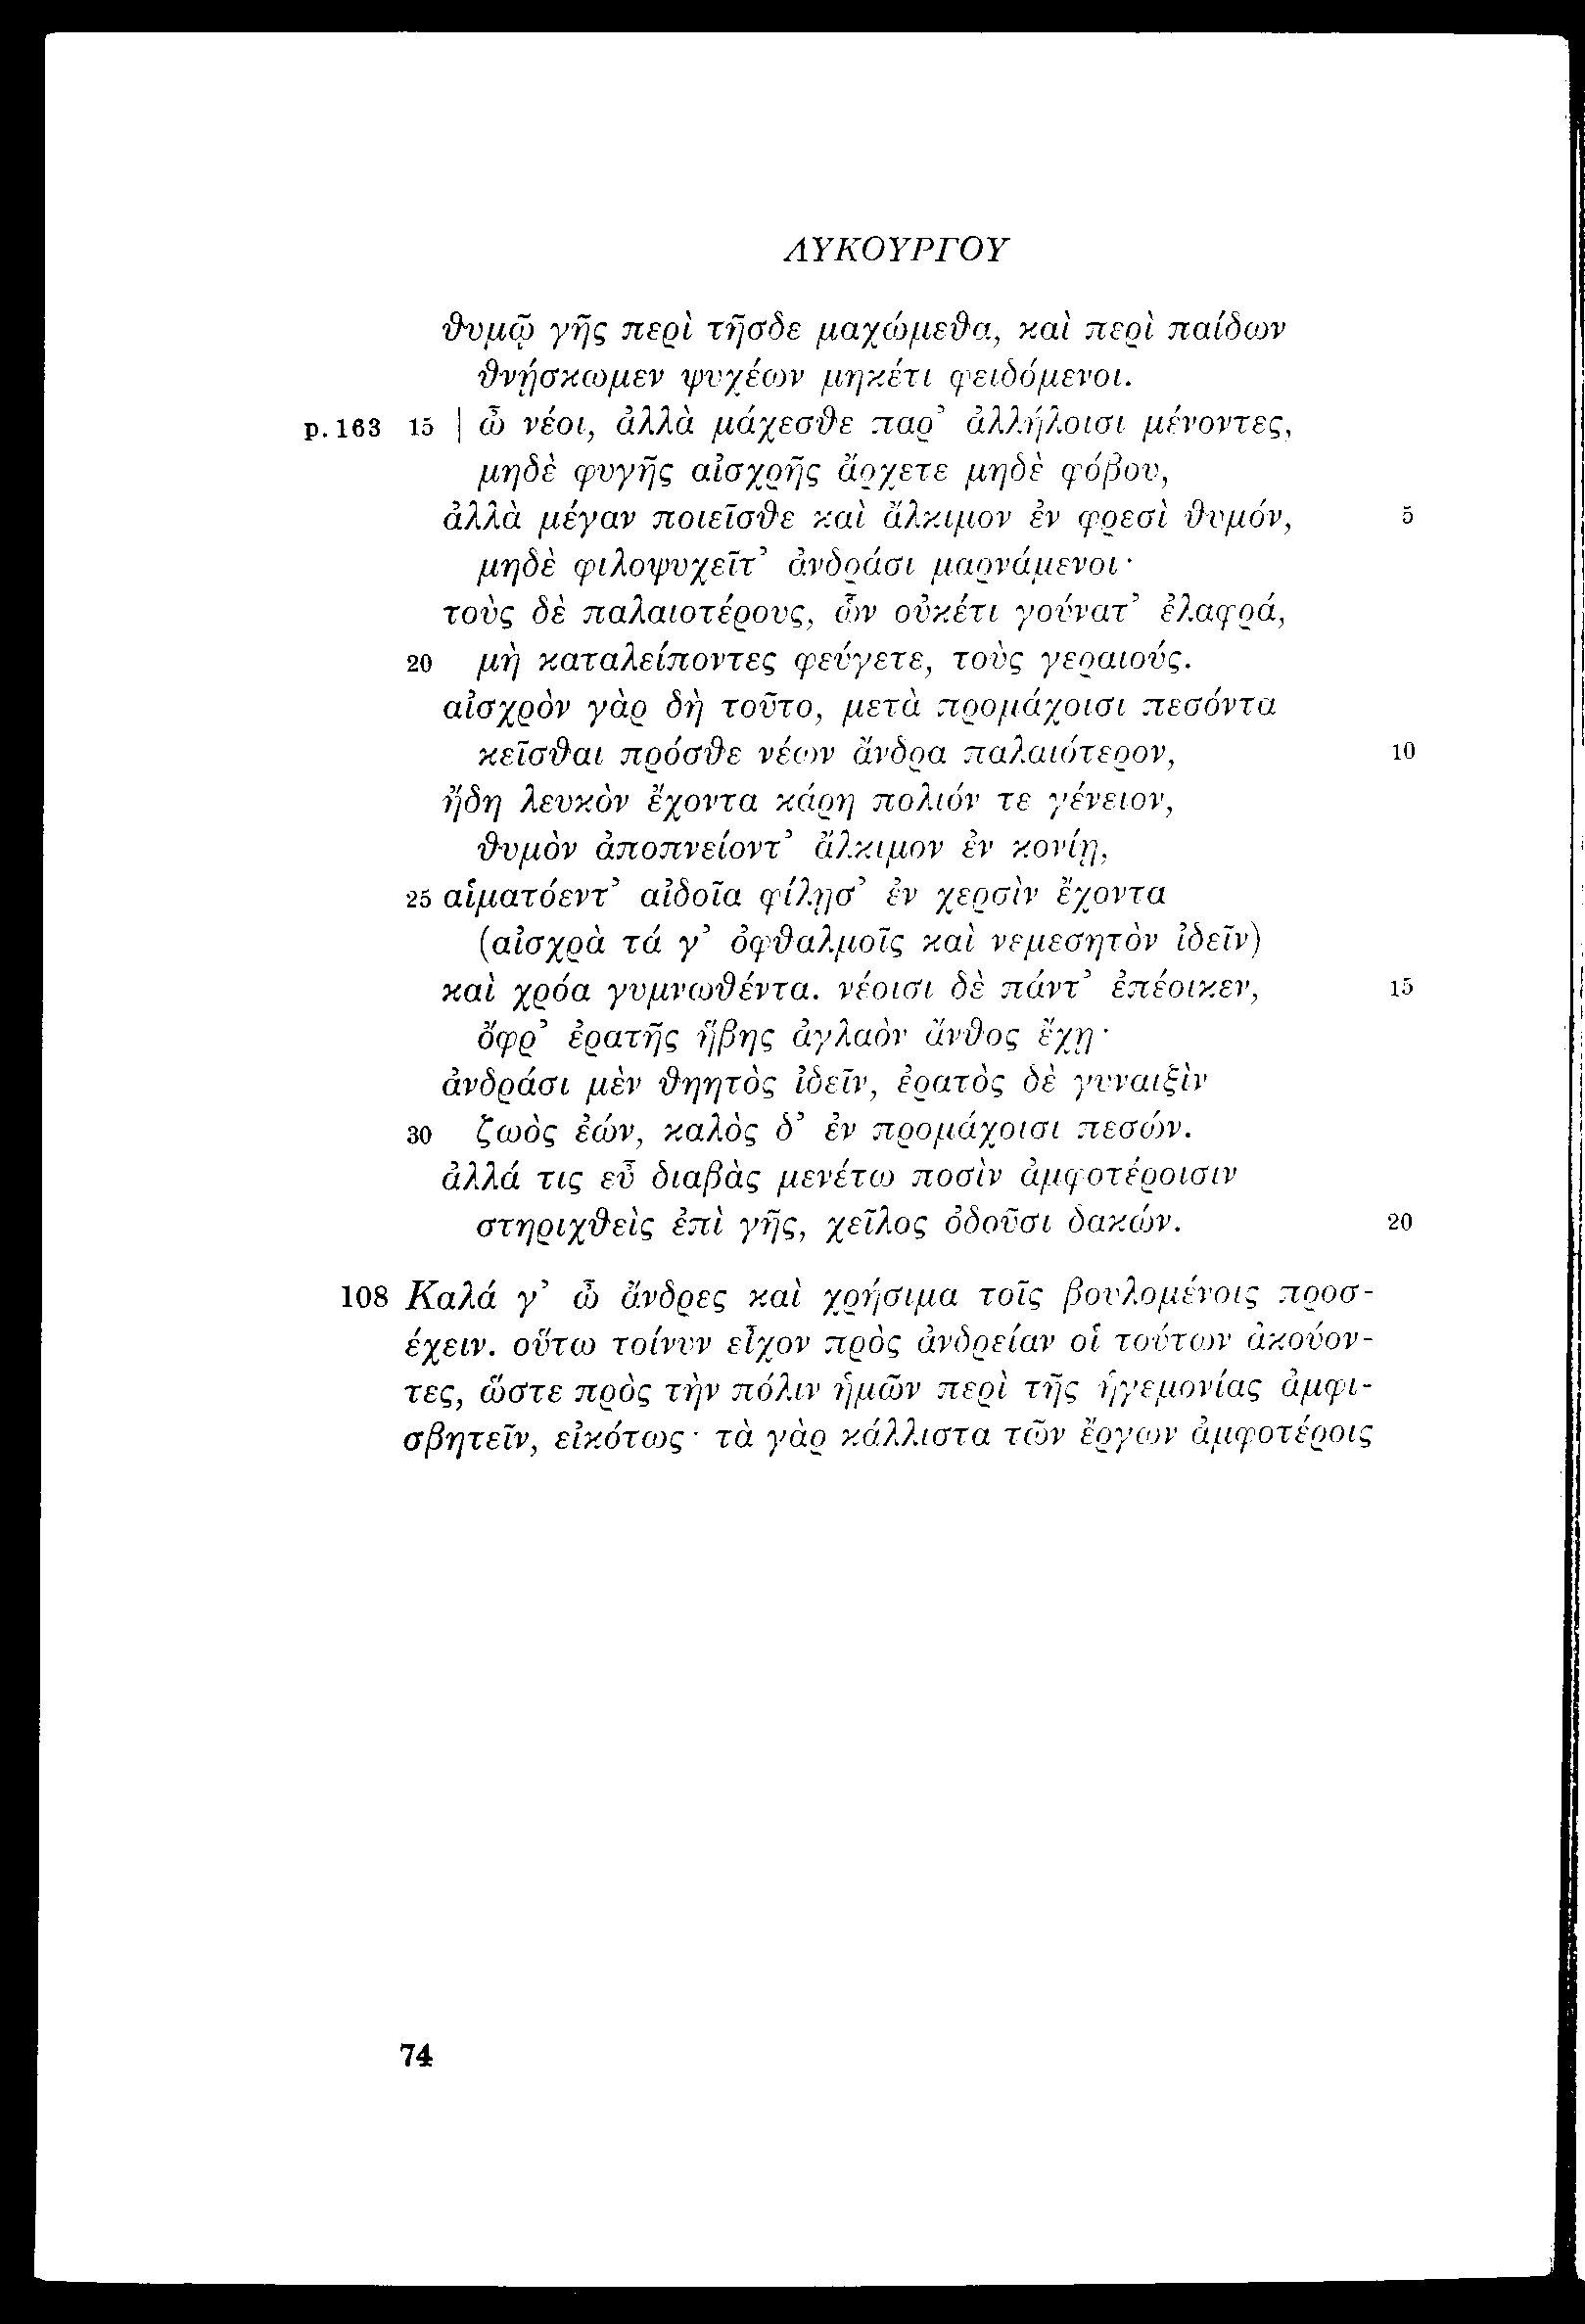 ΛΥΚΟΥΡΓΟΥ
θυμῷ γῆς περὶ τῆσδε μαχώμεθα, καὶ περὶ παίδων
θνῄσκωμεν ψυχέων μηκέτι φειδόμενοι.
p. 163 15 | ὦ νέοι, ἀλλὰ μάχεσθε παρ’ ἀλλήλοισι μένοντες,
μηδὲ φυγῆς αἰσχρῆς ἄρχετε μηδὲ φόβου,
ἀλλὰ μέγαν ποιεῖσθε καὶ ἄλκιμον ἐν φρεσὶ θυμόν, 5
μηδὲ φιλοψυχεῖτ’ ἀνδράσι μαρνάμενοι·
τοὺς δὲ παλαιοτέρους, ὧν οὐκέτι γούνατ’ ἐλαφρά,
20 μὴ καταλείποντες φεύγετε, τοὺς γεραιούς.
αἰσχρὸν γὰρ δὴ τοῦτο, μετὰ προμάχοισι πεσόντα
κεῖσθαι πρόσθε νέων ἄνδρα παλαιότερον, 10
ἤδη λευκὸν ἔχοντα κάρη πολιόν τε γένειον,
θυμὸν ἀποπνείοντ’ ἄλκιμον ἐν κονίῃ,
25 αἱματόεντ’ αἰδοῖα φίλῃσ’ ἐν χερσὶν ἔχοντα
(αἰσχρὰ τά γ’ ὀφθαλμοῖς καὶ νεμεσητὸν ἰδεῖν)
καὶ χρόα γυμνωθέντα. νέοισι δὲ πάντ’ ἐπέοικεν, 15
ὄφρ’ ἐρατῆς ἥβης ἀγλαὸν ἄνθος ἔχῃ·
ἀνδράσι μὲν θηητὸς ἰδεῖν, ἐρατὸς δὲ γυναιξὶν
30 ζωὸς ἐών, καλὸς δ’ ἐν προμάχοισι πεσών.
ἀλλά τις εὖ διαβὰς μενέτω ποσὶν ἀμφοτέροισιν
στηριχθεὶς ἐπὶ γῆς, χεῖλος ὀδοῦσι δακών. 20
108 Καλά γ’ ὦ ἄνδρες καὶ χρήσιμα τοῖς βουλομένοις προσ-
έχειν. οὕτω τοίνυν εἶχον πρὸς ἀνδρείαν οἱ τούτων ἀκούον-
τες, ὥστε πρὸς τὴν πόλιν ἡμῶν περὶ τῆς ἡγεμονίας ἀμφι-
σβητεῖν, εἰκότως· τὰ γὰρ κάλλιστα τῶν ἔργων ἀμφοτέροις
74